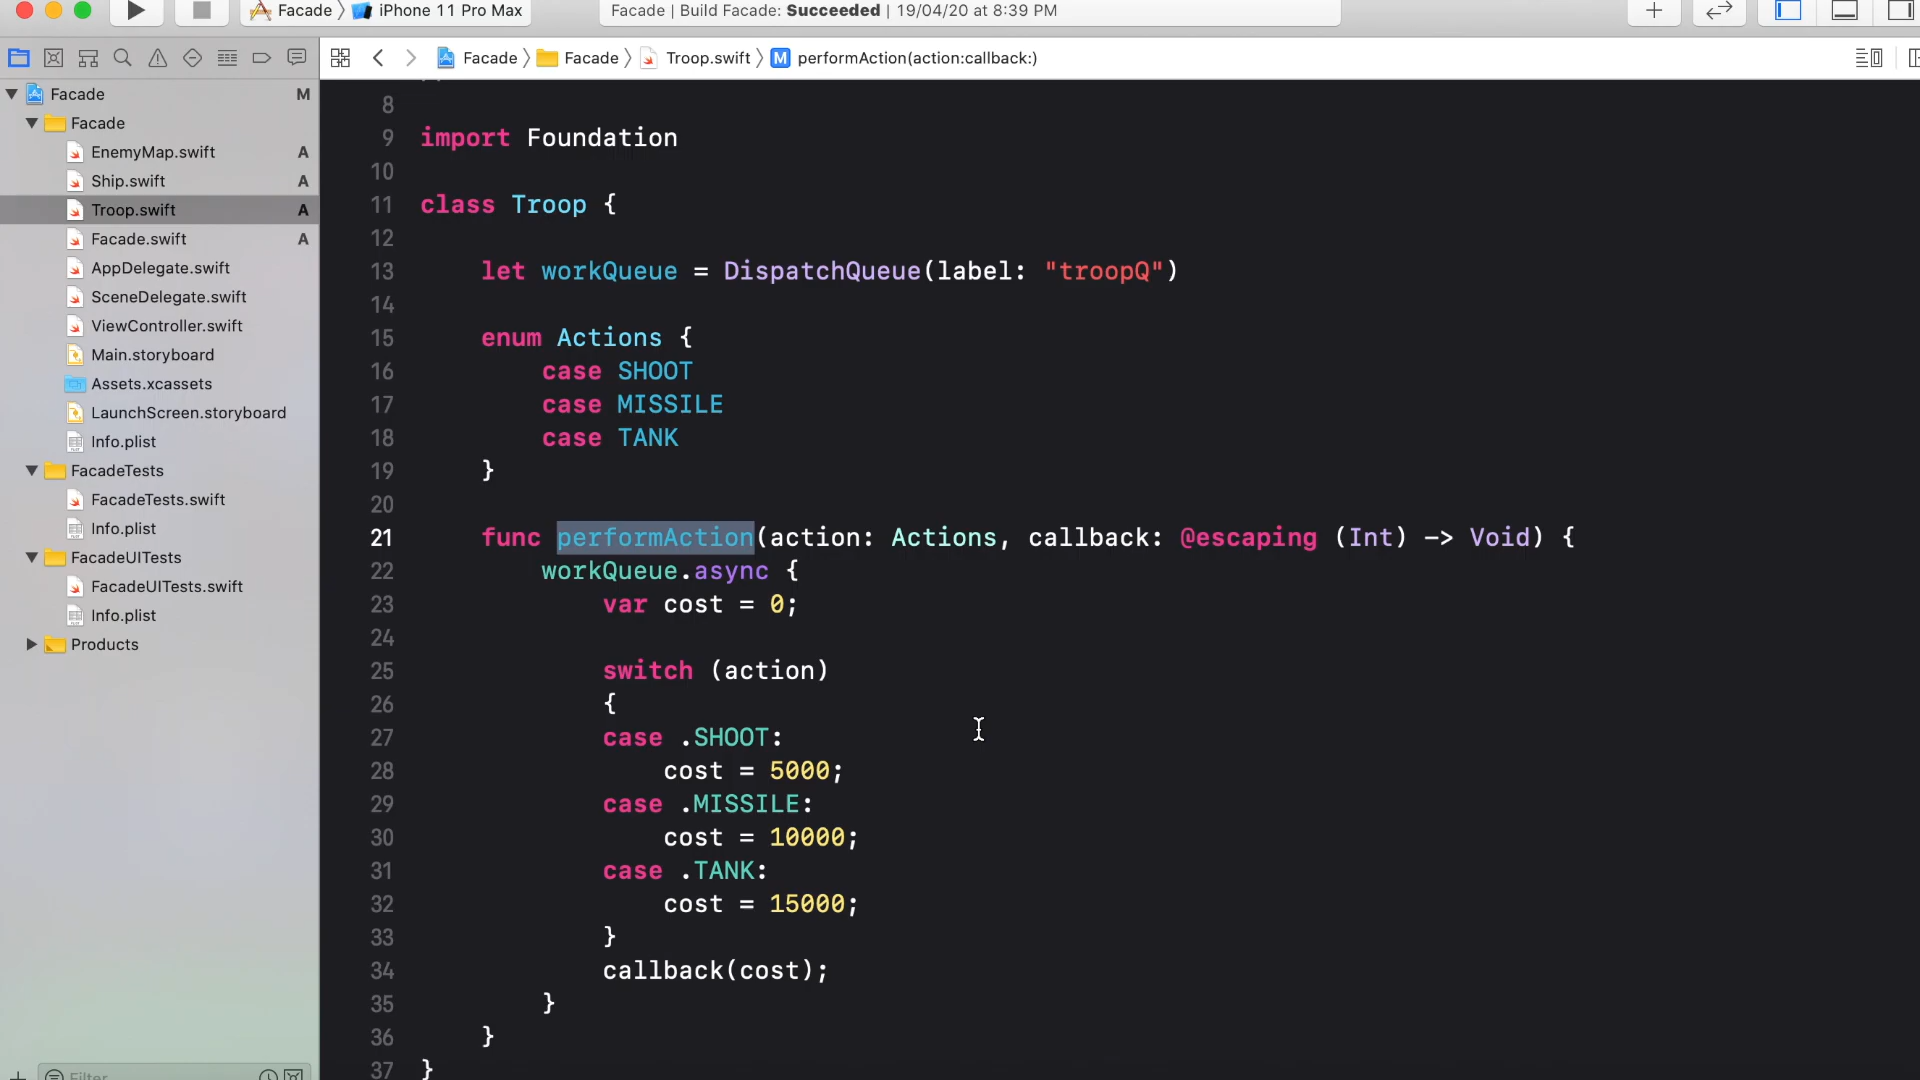 Facade 〉 iPhone 11 Pro Max
Facade | Build Facade: Succeeded | 19/04/20 at 8:39 PM
Facade 〉 Facade 〉 Troop.swift 〉 M performAction(action:callback:)
Facade M
Facade
EnemyMap.swift A
Ship.swift A
Troop.swift A
Facade.swift A
AppDelegate.swift
SceneDelegate.swift
ViewController.swift
Main.storyboard
Assets.xcassets
LaunchScreen.storyboard
Info.plist
FacadeTests
FacadeTests.swift
Info.plist
FacadeUITests
FacadeUITests.swift
Info.plist
Products
Filter
8
9 import Foundation
10
11 class Troop {
12
13 let workQueue = DispatchQueue(label: "troopQ")
14
15 enum Actions {
16 case SHOOT
17 case MISSILE
18 case TANK
19 }
20
21 func performAction(action: Actions, callback: @escaping (Int) -> Void) {
22 workQueue.async {
23 var cost = 0;
24
25 switch (action)
26 {
27 case .SHOOT:
28 cost = 5000;
29 case .MISSILE:
30 cost = 10000;
31 case .TANK:
32 cost = 15000;
33 }
34 callback(cost);
35 }
36 }
37 }